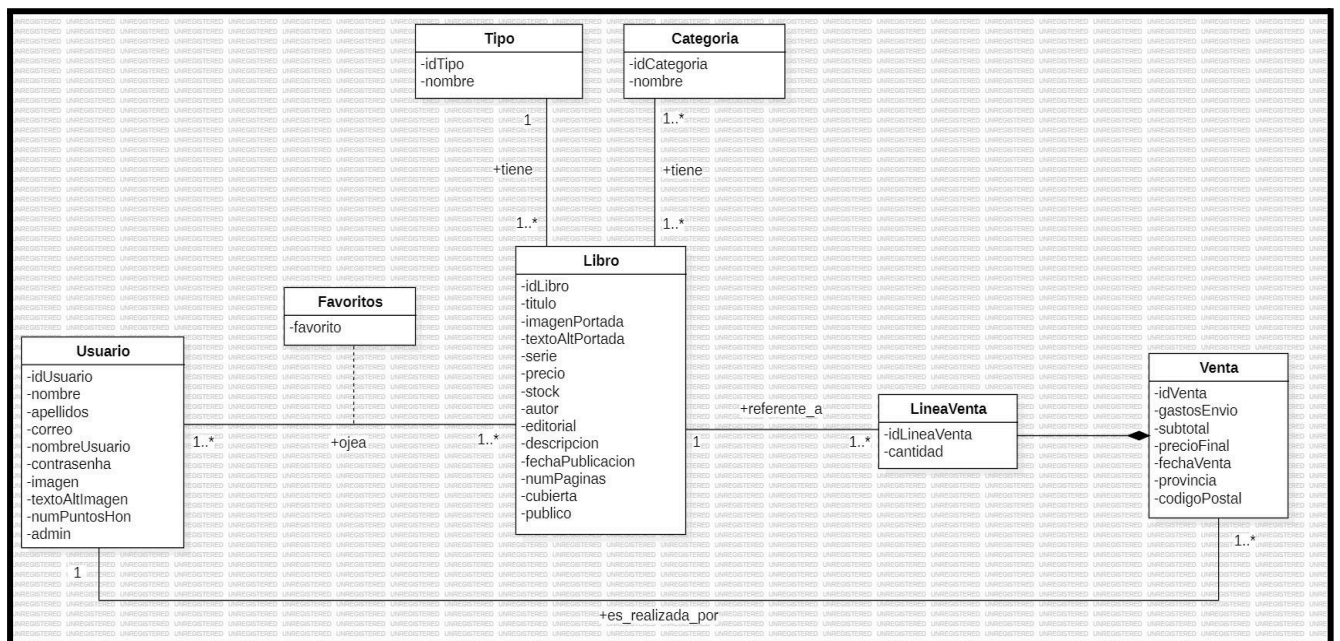 Tipo
-idTipo
-nombre
Categoria
-idCategoria
-nombre
1
1..*
+tiene
+tiene
1..*
1..*
Libro
-idLibro
-titulo
-imagenPortada
-textoAltPortada
-serie
-precio
-stock
-autor
-editorial
-descripcion
-fechaPublicacion
-numPaginas
-cubierta
-publico
Favoritos
-favorito
Usuario
-idUsuario
-nombre
-apellidos
-correo
-nombreUsuario
-contrasenha
-imagen
-textoAltImagen
-numPuntosHon
-admin
1..*
+ojea
1..*
+referente_a
1
1..*
LineaVenta
-idLineaVenta
-cantidad
Venta
-idVenta
-gastosEnvio
-subtotal
-precioFinal
-fechaVenta
-provincia
-codigoPostal
1..*
1
+es_realizada_por
UNREGISTERED